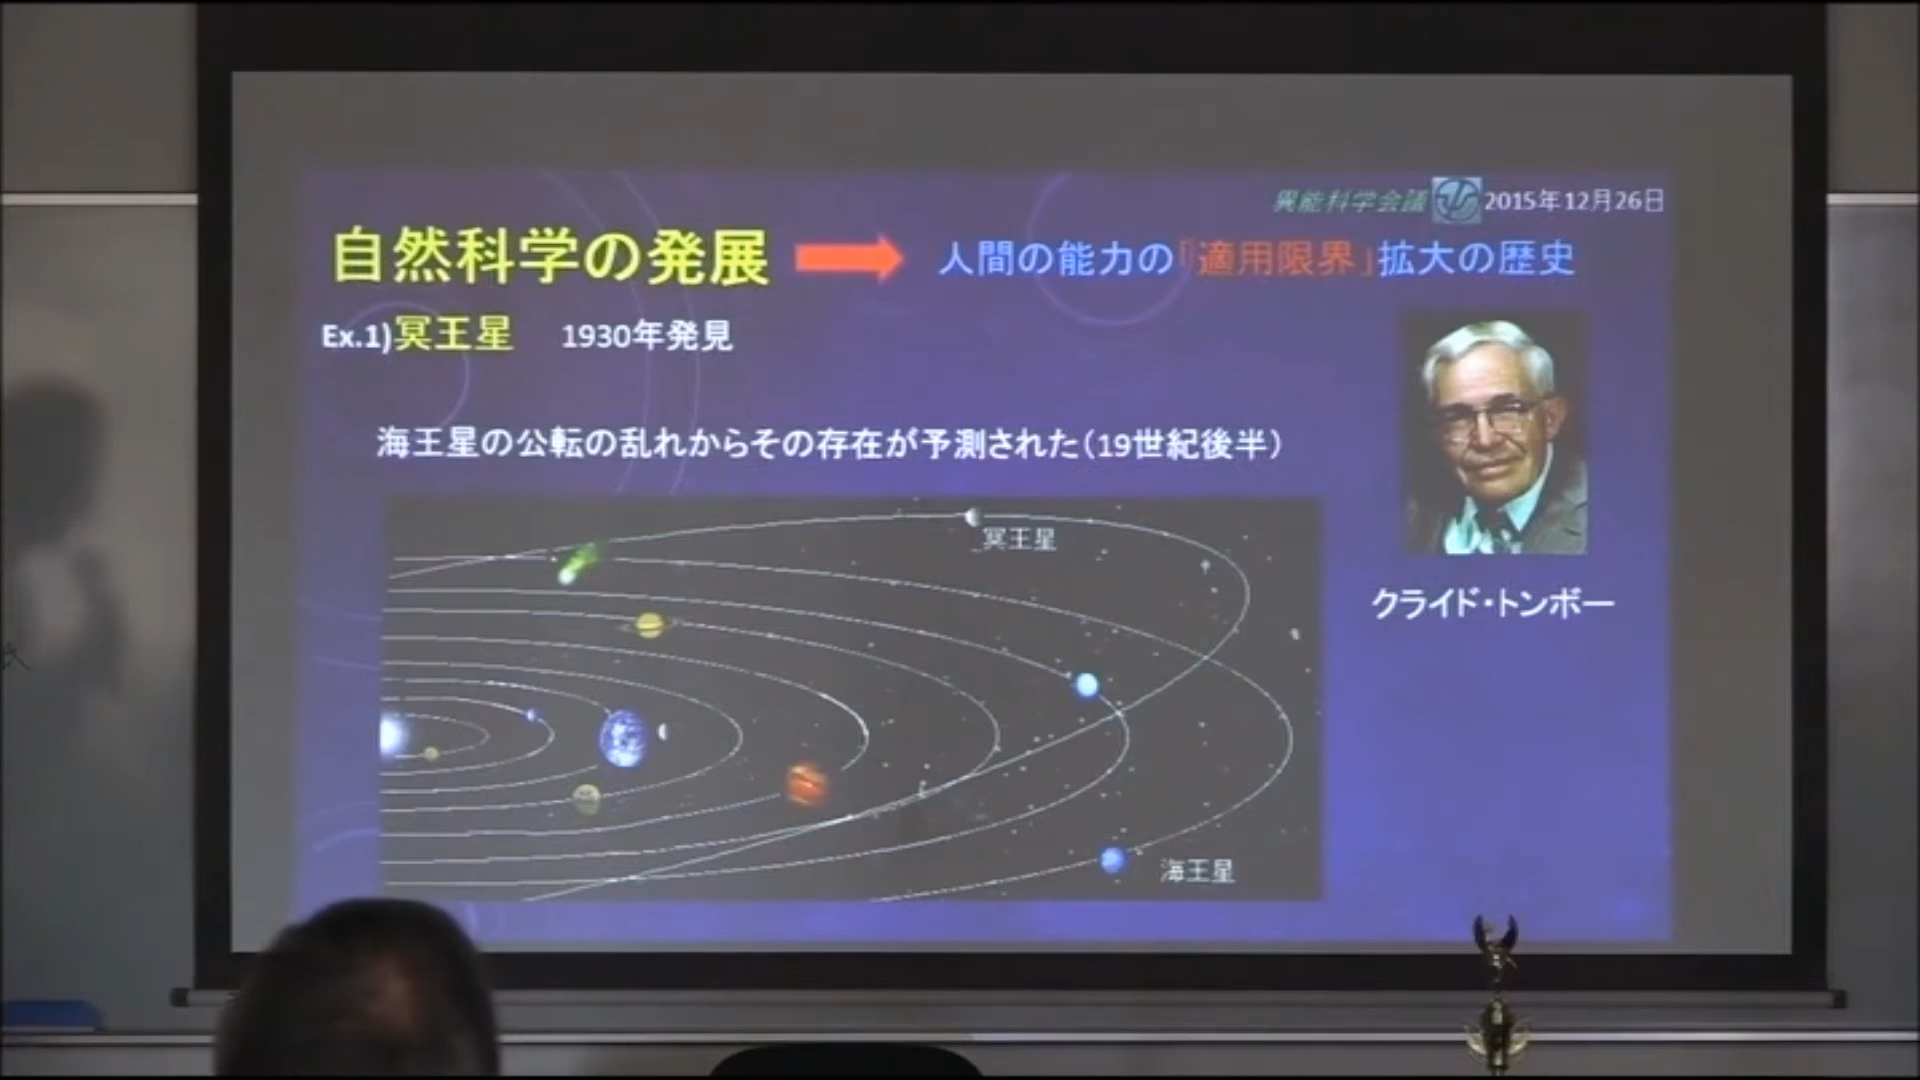 異能科学会議 2015年12月26日
自然科学の発展 人間の能力の「適用限界」拡大の歴史
Ex.1)冥王星 1930年発見
海王星の公転の乱れからその存在が予測された(19世紀後半)
冥王星
クライド・トンボー
海王星